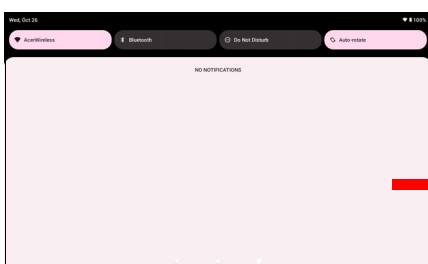 Wed, Oct 26 100%
AcerWireless Bluetooth Do Not Disturb Auto-rotate
NO NOTIFICATIONS